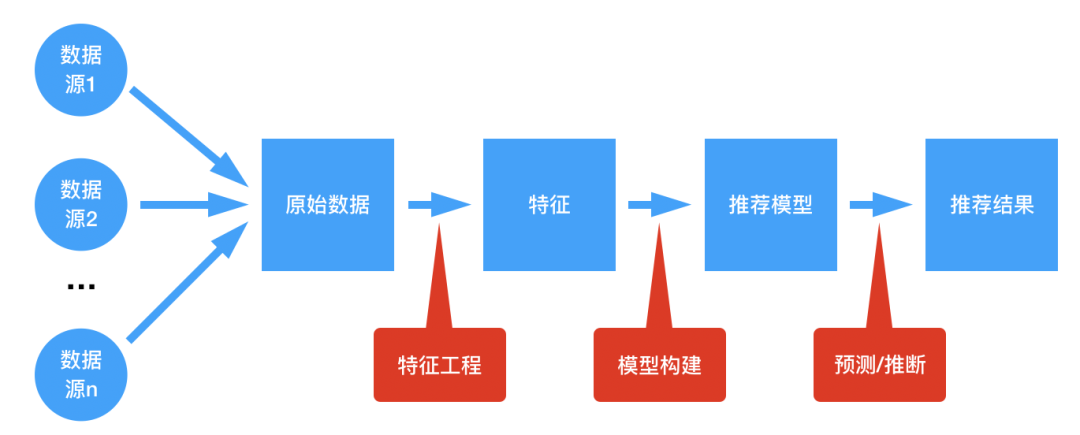 数据
源1
数据
源2
...
数据
源n
原始数据
特征
推荐模型
推荐结果
特征工程
模型构建
预测/推断